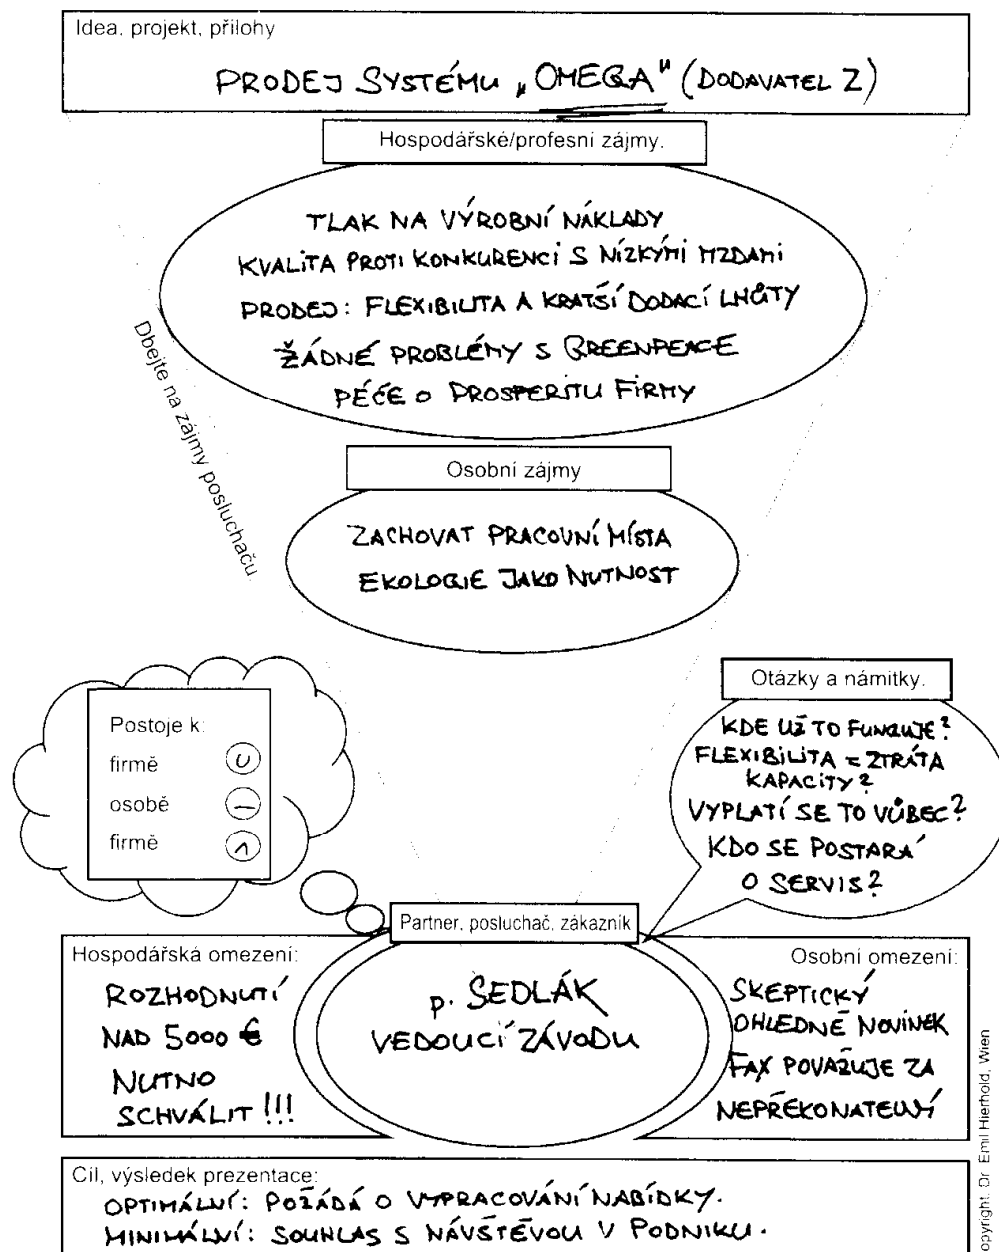 Idea, projekt, přílohy
PRODEJ SYSTÉMU „OMEGA" (DODAVATEL Z)
Hospodářské/profesní zájmy.
TLAK NA VÝROBNÍ NÁKLADY
KVALITA PROTI KONKURENCI S NÍZKÝMI MZDAMI
PRODEJ: FLEXIBILITA A KRATŠÍ DODACÍ LHŮTY
ŽÁDNÉ PROBLÉMY S GREENPEACE
PÉČE O PROSPERITU FIRMY
Dbejte na zájmy posluchačů.
Osobní zájmy
ZACHOVAT PRACOVNÍ MÍSTA
EKOLOGIE JAKO NUTNOST
Postoje k:
firmě
osobě
firmě
Otázky a námitky.
KDE UŽ TO FUNGUJE?
FLEXIBILITA = ZTRÁTA
KAPACITY?
VYPLATÍ SE TO VŮBEC?
KDO SE POSTARÁ
O SERVIS?
Partner, posluchač, zákazník
p. SEDLÁK
VEDOUCÍ ZÁVODU
Hospodářská omezení:
ROZHODNUTÍ
NAD 5000 €
NUTNO
SCHVÁLIT!!!
Osobní omezení:
SKEPTICKÝ
OHLEDNĚ NOVINEK
FAX POVAŽUJE ZA
NEPŘEKONATELNÝ
Cíl, výsledek prezentace:
OPTIMÁLNÍ: POŽÁDÁ O VYPRACOVÁNÍ NABÍDKY.
MINIMÁLNÍ: SOUHLAS S NÁVŠTĚVOU V PODNIKU.
opyright. Dr Emil Hierhold, Wien